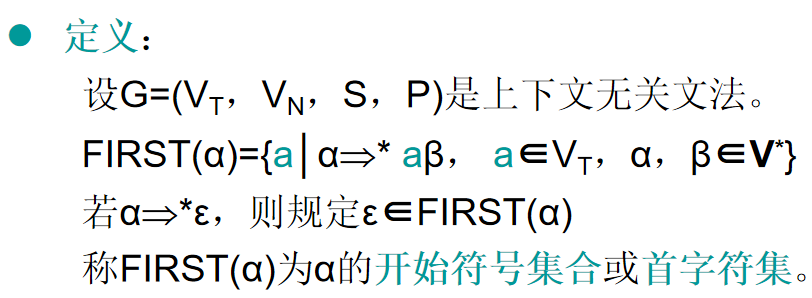 ● 定义：
设G=(V_T，V_N，S，P)是上下文无关文法。
FIRST(α)={a│α⇒* aβ， a∈V_T，α，β∈V*}
若α⇒*ε，则规定ε∈FIRST(α)
称FIRST(α)为α的开始符号集合或首字符集。